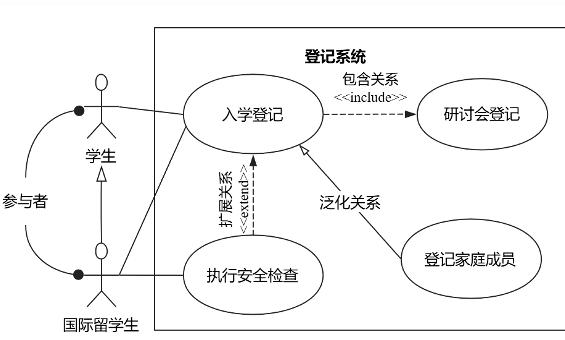 登记系统
包含关系
<<include>>
入学登记
研讨会登记
学生
扩展关系
<<extend>>
参与者
泛化关系
执行安全检查
登记家庭成员
国际留学生